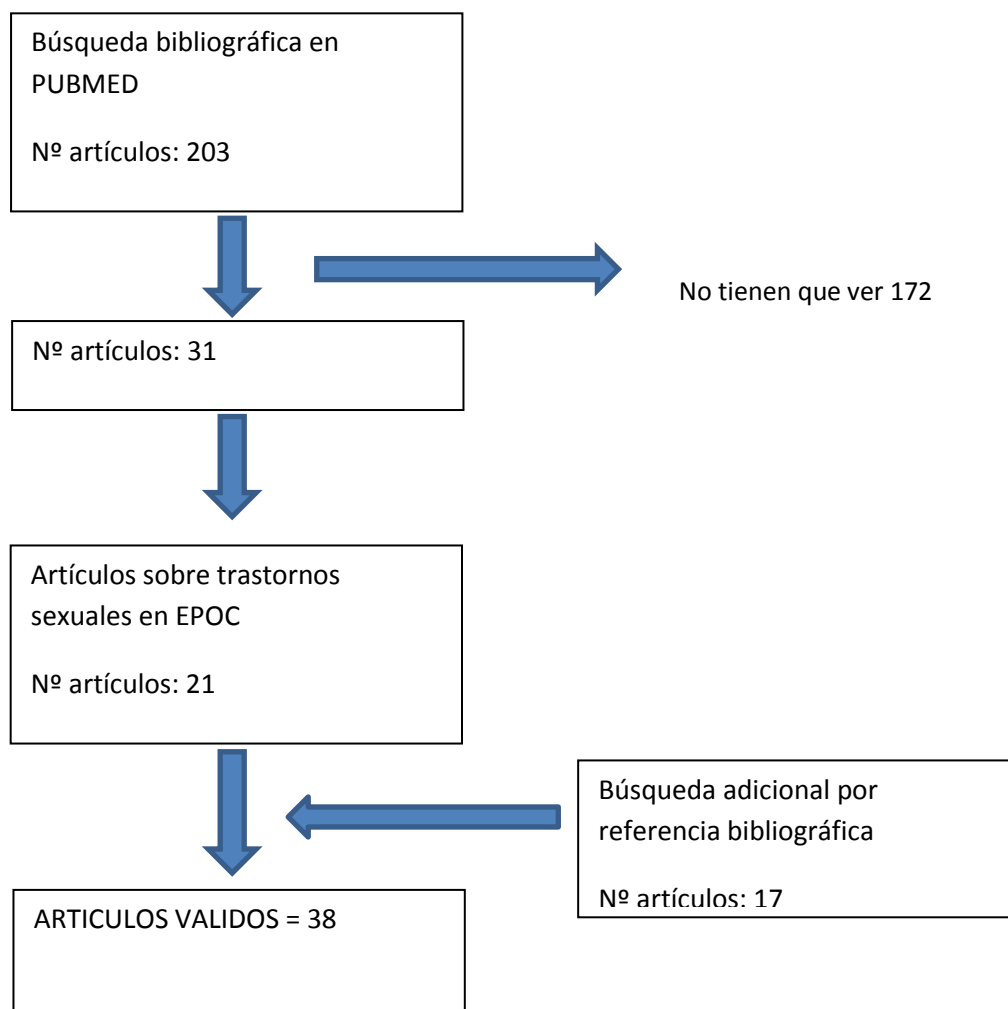 Búsqueda bibliográfica en
PUBMED
Nº artículos: 203
No tienen que ver 172
Nº artículos: 31
Artículos sobre trastornos
sexuales en EPOC
Nº artículos: 21
Búsqueda adicional por
referencia bibliográfica
Nº artículos: 17
ARTICULOS VALIDOS = 38